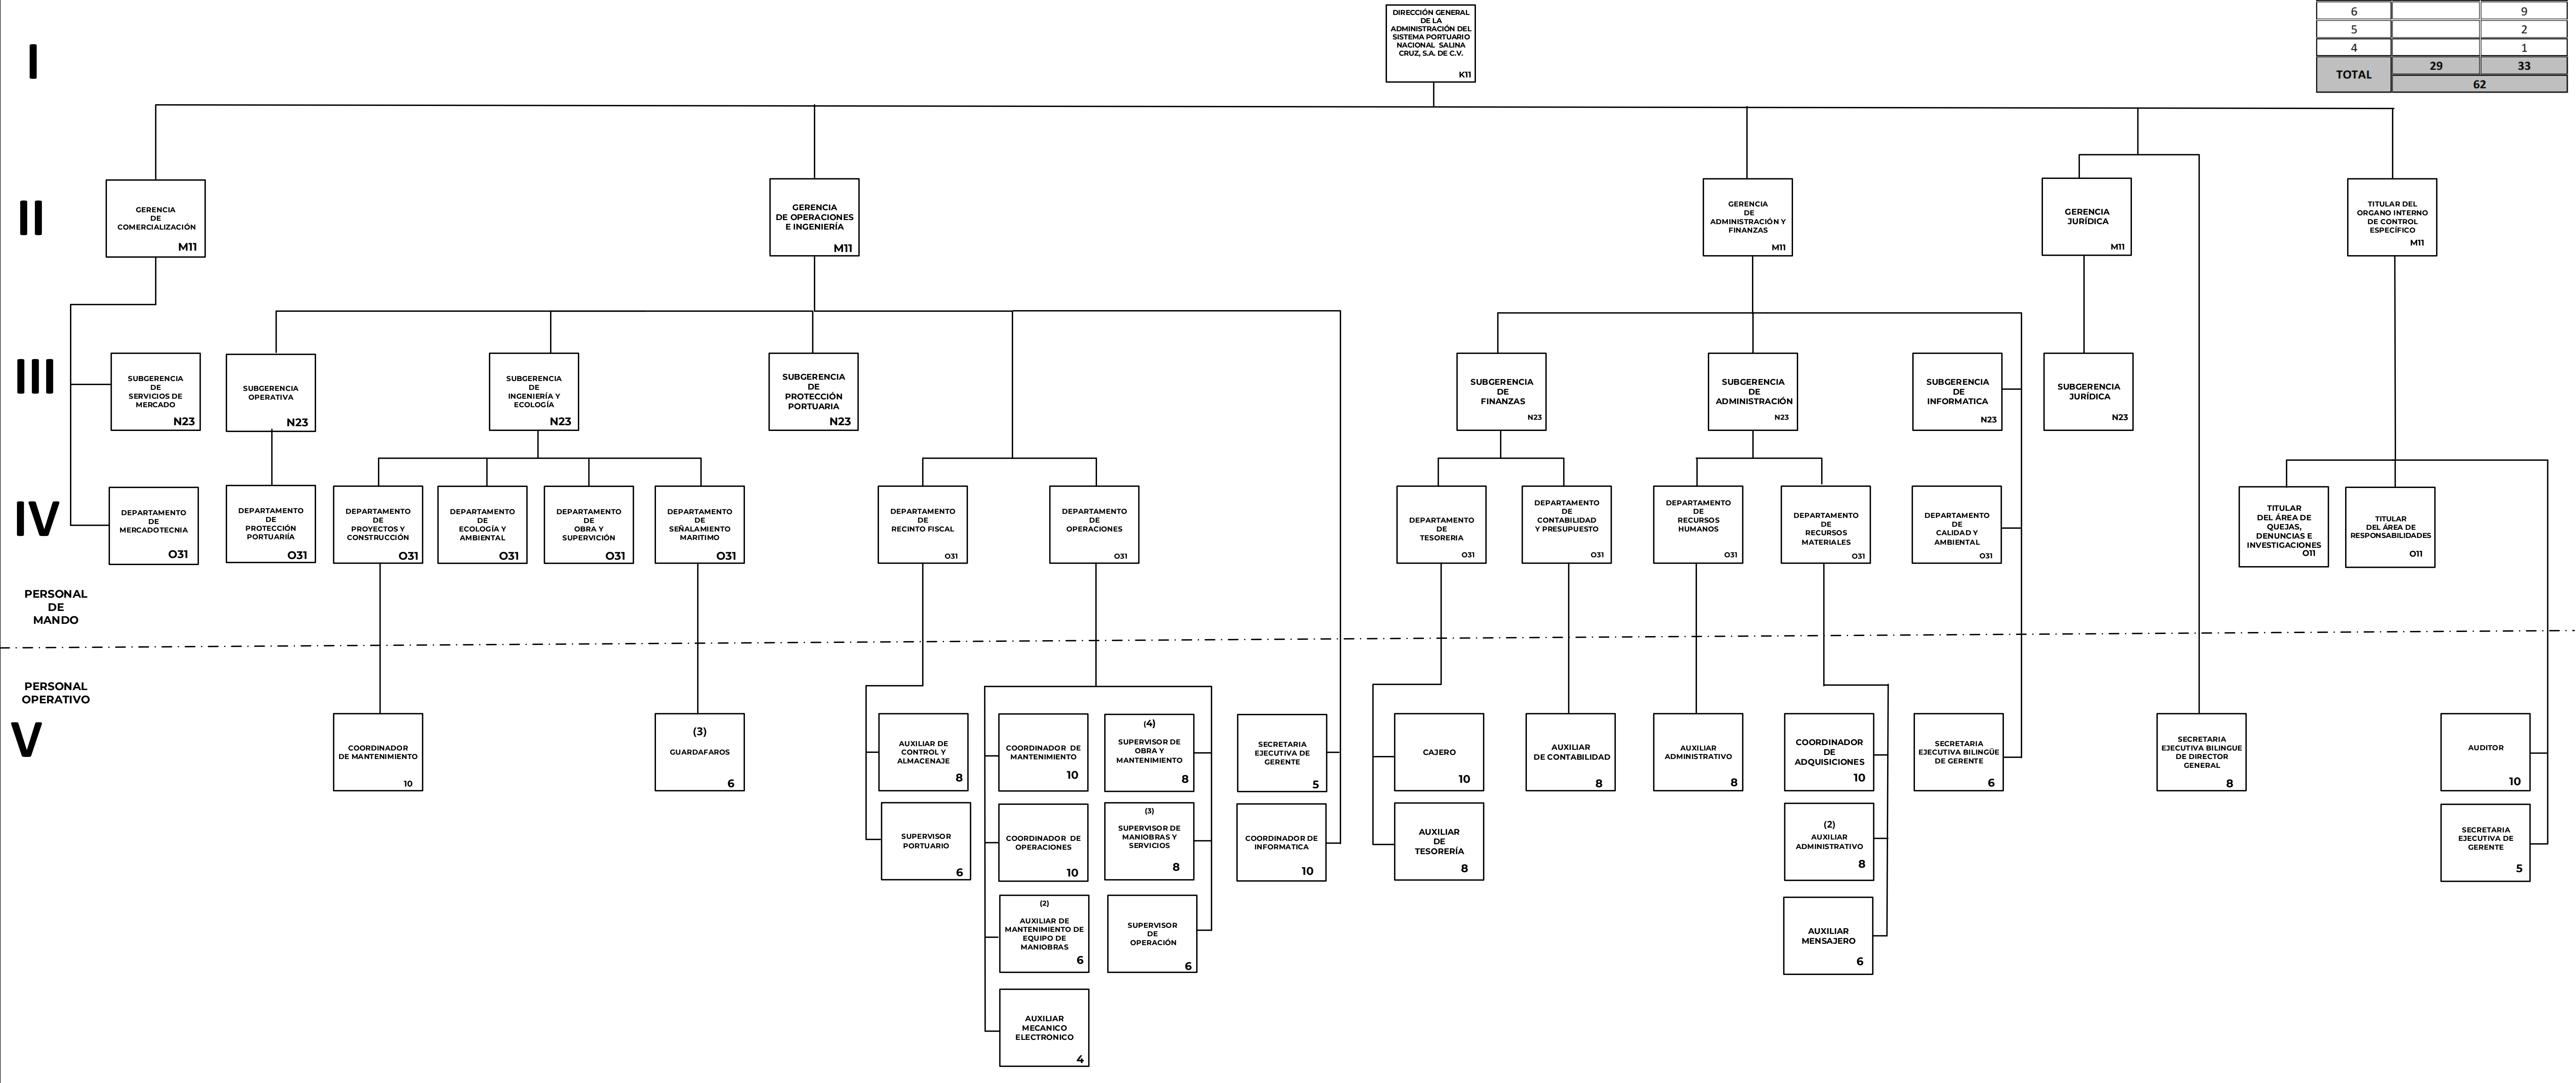 DIRECCIÓN GENERAL
DE LA
ADMINISTRACIÓN DEL
SISTEMA PORTUARIO
NACIONAL SALINA
CRUZ, S.A. DE C.V.
K11
6 9
5 2
4 1
TOTAL 29 33
62
I
II
GERENCIA
DE
COMERCIALIZACIÓN
M11
GERENCIA
DE OPERACIONES
E INGENIERÍA
M11
GERENCIA
DE
ADMINISTRACIÓN Y
FINANZAS
M11
GERENCIA
JURÍDICA
M11
TITULAR DEL
ORGANO INTERNO
DE CONTROL
ESPECÍFICO
M11
III
SUBGERENCIA
DE
SERVICIOS DE
MERCADO
N23
SUBGERENCIA
OPERATIVA
N23
SUBGERENCIA
DE
INGENIERÍA Y
ECOLOGÍA
N23
SUBGERENCIA
DE
PROTECCIÓN
PORTUARIA
N23
SUBGERENCIA
DE
FINANZAS
N23
SUBGERENCIA
DE
ADMINISTRACIÓN
N23
SUBGERENCIA
DE
INFORMATICA
N23
SUBGERENCIA
JURÍDICA
N23
IV
DEPARTAMENTO
DE
MERCADOTECNIA
O31
DEPARTAMENTO
DE
PROTECCIÓN
PORTUARIÍA
O31
DEPARTAMENTO
DE
PROYECTOS Y
CONSTRUCCIÓN
O31
DEPARTAMENTO
DE
ECOLOGÍA Y
AMBIENTAL
O31
DEPARTAMENTO
DE
OBRA Y
SUPERVICIÓN
O31
DEPARTAMENTO
DE
SEÑALAMIENTO
MARITIMO
O31
DEPARTAMENTO
DE
RECINTO FISCAL
O31
DEPARTAMENTO
DE
OPERACIONES
O31
DEPARTAMENTO
DE
TESORERIA
O31
DEPARTAMENTO
DE
CONTABILIDAD
Y PRESUPUESTO
O31
DEPARTAMENTO
DE
RECURSOS
HUMANOS
O31
DEPARTAMENTO
DE
RECURSOS
MATERIALES
O31
DEPARTAMENTO
DE
CALIDAD Y
AMBIENTAL
O31
TITULAR
DEL ÁREA DE
QUEJAS,
DENUNCIAS E
INVESTIGACIONES
O11
TITULAR
DEL ÁREA DE
RESPONSABILIDADES
O11
PERSONAL
DE
MANDO
PERSONAL
OPERATIVO
V
COORDINADOR
DE MANTENIMIENTO
10
(3)
GUARDAFAROS
6
AUXILIAR DE
CONTROL Y
ALMACENAJE
8
COORDINADOR DE
MANTENIMIENTO
10
(4)
SUPERVISOR DE
OBRA Y
MANTENIMIENTO
8
SECRETARIA
EJECUTIVA DE
GERENTE
5
CAJERO
10
AUXILIAR
DE CONTABILIDAD
8
AUXILIAR
ADMINISTRATIVO
8
COORDINADOR
DE
ADQUISICIONES
10
SECRETARIA
EJECUTIVA BILINGÜE
DE GERENTE
6
SECRETARIA
EJECUTIVA BILINGUE
DE DIRECTOR
GENERAL
8
AUDITOR
10
SUPERVISOR
PORTUARIO
6
COORDINADOR DE
OPERACIONES
10
(3)
SUPERVISOR DE
MANIOBRAS Y
SERVICIOS
8
COORDINADOR DE
INFORMATICA
10
AUXILIAR
DE
TESORERÍA
8
(2)
AUXILIAR
ADMINISTRATIVO
8
SECRETARIA
EJECUTIVA DE
GERENTE
5
(2)
AUXILIAR DE
MANTENIMIENTO DE
EQUIPO DE
MANIOBRAS
6
SUPERVISOR
DE
OPERACIÓN
6
AUXILIAR
MENSAJERO
6
AUXILIAR
MECANICO
ELECTRONICO
4